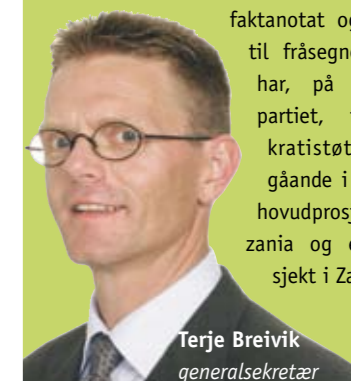 faktanotat og
til fråsegne
har, på
partiet,
kratistøt
gåande i
hovudprosj
zania og
sjekt i Za
Terje Breivik
generalsekretær